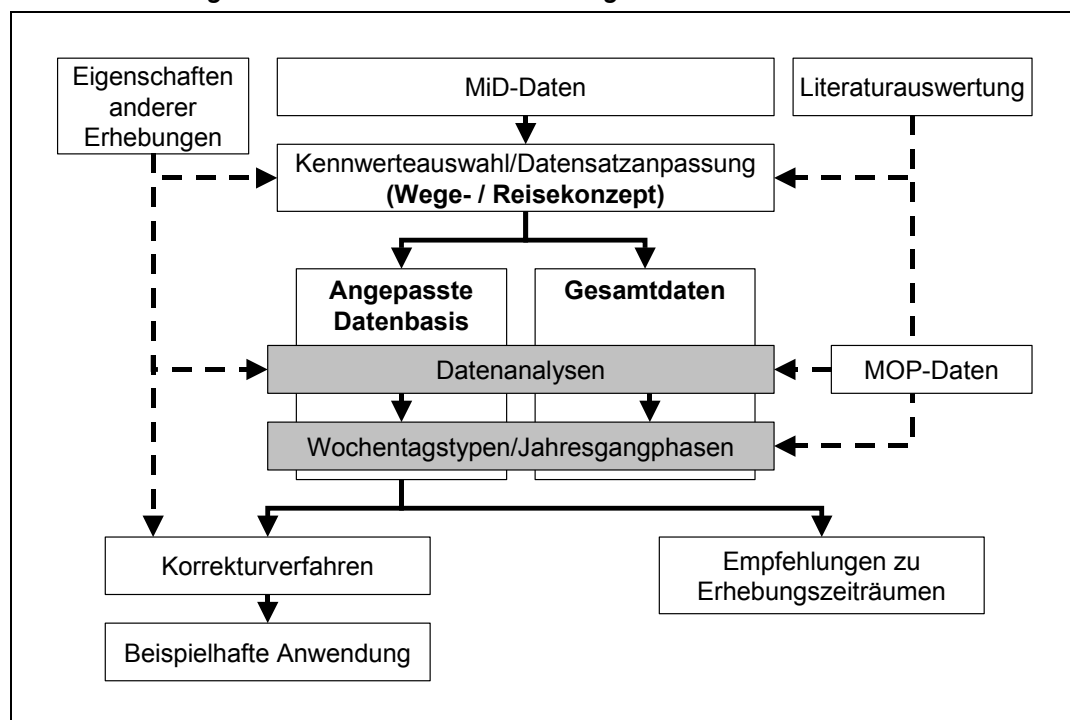 Eigenschaften
anderer
Erhebungen
MiD-Daten
Literaturauswertung
Kennwerteauswahl/Datensatzanpassung
(Wege- / Reisekonzept)
Angepasste
Datenbasis
Gesamtdaten
Datenanalysen
MOP-Daten
Wochentagstypen/Jahresgangphasen
Korrekturverfahren
Empfehlungen zu
Erhebungszeiträumen
Beispielhafte Anwendung